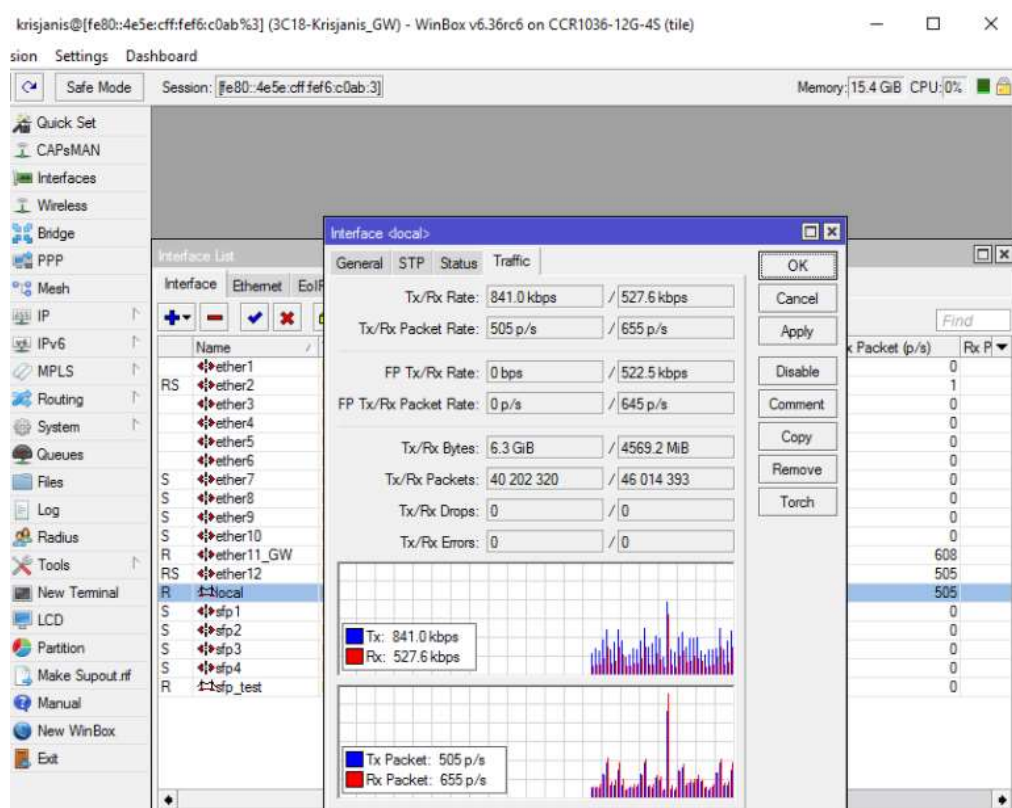 krisjanis@[fe80::4e5e:cff:fef6:c0ab%3] (3C18-Krisjanis_GW) - WinBox v6.36rc6 on CCR1036-12G-4S (tile)
sion Settings Dashboard
Safe Mode Session: [fe80::4e5e:cff:fef6:c0ab:3] Memory: 15.4 GiB CPU: 0%
Quick Set
CAPsMAN
Interfaces
Wireless
Bridge
PPP
Mesh
IP
IPv6
MPLS
Routing
System
Queues
Files
Log
Radius
Tools
New Terminal
LCD
Partition
Make Supout.rif
Manual
New WinBox
Exit
Interface List
Interface Ethernet EoIP
Find
Name
x Packet (p/s) Rx P
ether1 0
RS ether2 1
ether3 0
ether4 0
ether5 0
ether6 0
S ether7 0
S ether8 0
S ether9 0
S ether10 0
R ether11_GW 608
RS ether12 505
R local 505
S sfp1 0
S sfp2 0
S sfp3 0
S sfp4 0
R sfp_test 0
Interface <local>
General STP Status Traffic
Tx/Rx Rate: 841.0 kbps / 527.6 kbps
Tx/Rx Packet Rate: 505 p/s / 655 p/s
FP Tx/Rx Rate: 0 bps / 522.5 kbps
FP Tx/Rx Packet Rate: 0 p/s / 645 p/s
Tx/Rx Bytes: 6.3 GiB / 4569.2 MiB
Tx/Rx Packets: 40 202 320 / 46 014 393
Tx/Rx Drops: 0 / 0
Tx/Rx Errors: 0 / 0
Tx: 841.0 kbps
Rx: 527.6 kbps
Tx Packet: 505 p/s
Rx Packet: 655 p/s
OK
Cancel
Apply
Disable
Comment
Copy
Remove
Torch